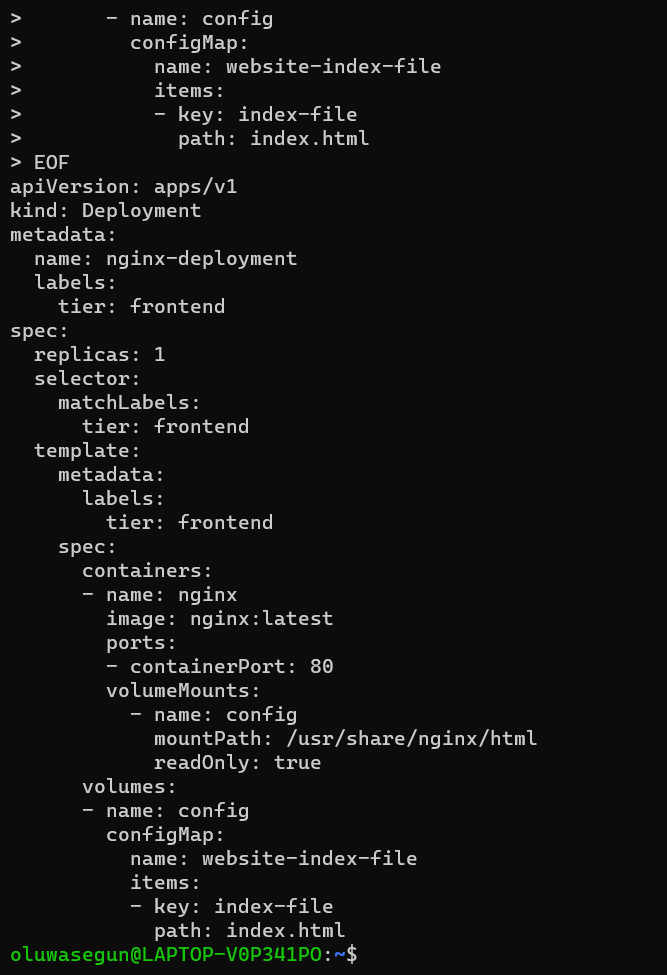 >       - name: config
>         configMap:
>           name: website-index-file
>           items:
>           - key: index-file
>             path: index.html
> EOF
apiVersion: apps/v1
kind: Deployment
metadata:
  name: nginx-deployment
  labels:
    tier: frontend
spec:
  replicas: 1
  selector:
    matchLabels:
      tier: frontend
  template:
    metadata:
      labels:
        tier: frontend
    spec:
      containers:
      - name: nginx
        image: nginx:latest
        ports:
        - containerPort: 80
        volumeMounts:
          - name: config
            mountPath: /usr/share/nginx/html
            readOnly: true
      volumes:
      - name: config
        configMap:
          name: website-index-file
          items:
          - key: index-file
            path: index.html
oluwasegun@LAPTOP-V0P341PO:~$